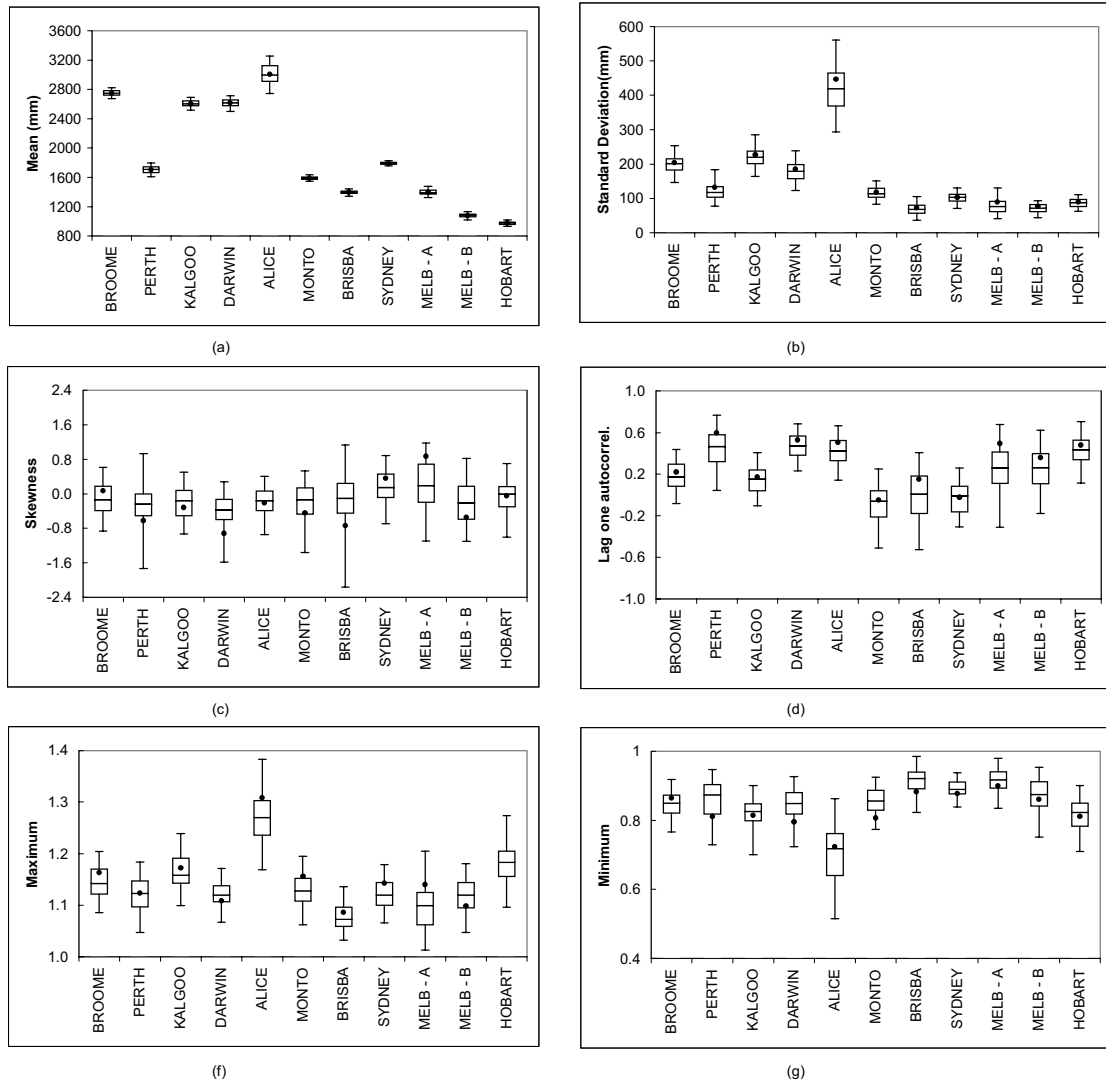 3600
3200
2800
2400
2000
1600
1200
800
Mean (mm)
BROOME
PERTH
KALGOO
DARWIN
ALICE
MONTO
BRISBA
SYDNEY
MELB - A
MELB - B
HOBART
(a)
600
500
400
300
200
100
0
Standard Deviation(mm)
BROOME
PERTH
KALGOO
DARWIN
ALICE
MONTO
BRISBA
SYDNEY
MELB - A
MELB - B
HOBART
(b)
2.4
1.6
0.8
0.0
-0.8
-1.6
-2.4
Skewness
BROOME
PERTH
KALGOO
DARWIN
ALICE
MONTO
BRISBA
SYDNEY
MELB - A
MELB - B
HOBART
(c)
1.0
0.6
0.2
-0.2
-0.6
-1.0
Lag one autocorrel.
BROOME
PERTH
KALGOO
DARWIN
ALICE
MONTO
BRISBA
SYDNEY
MELB - A
MELB - B
HOBART
(d)
1.4
1.3
1.2
1.1
1.0
Maximum
BROOME
PERTH
KALGOO
DARWIN
ALICE
MONTO
BRISBA
SYDNEY
MELB - A
MELB - B
HOBART
(f)
1
0.8
0.6
0.4
Minimum
BROOME
PERTH
KALGOO
DARWIN
ALICE
MONTO
BRISBA
SYDNEY
MELB - A
MELB - B
HOBART
(g)